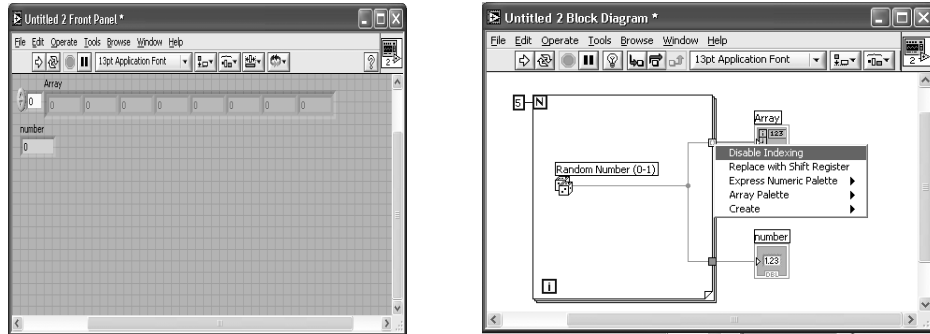 Untitled 2 Front Panel *
File Edit Operate Tools Browse Window Help
13pt Application Font
2
Array
0 0 0 0 0 0 0 0 0
number
0
Untitled 2 Block Diagram *
File Edit Operate Tools Browse Window Help
13pt Application Font
2
5 N
Array
123
Disable Indexing
Replace with Shift Register
Express Numeric Palette
Array Palette
Create
Random Number (0-1)
number
1.23
DBL
i